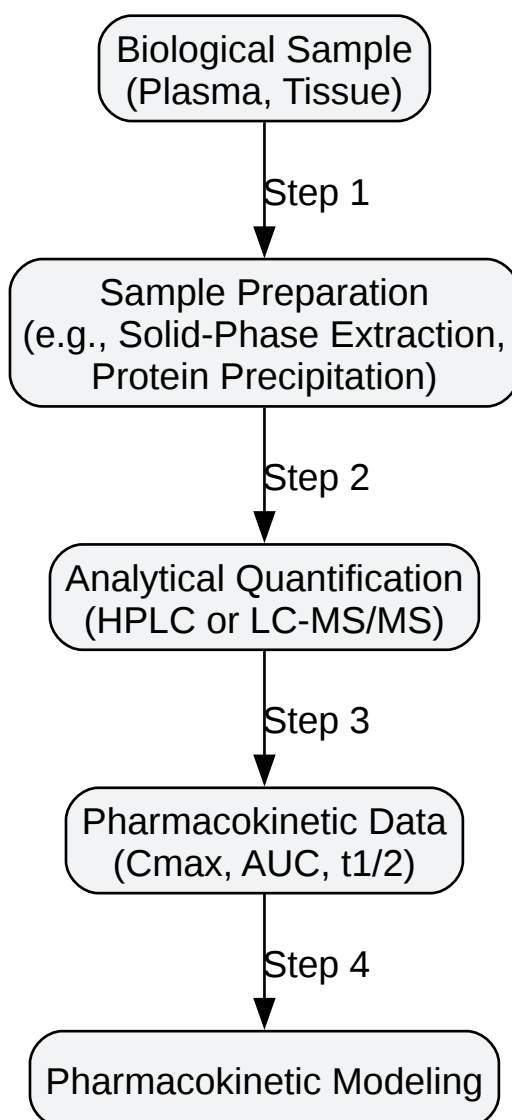 Biological Sample
(Plasma, Tissue)
Step 1
Sample Preparation
(e.g., Solid-Phase Extraction,
Protein Precipitation)
Step 2
Analytical Quantification
(HPLC or LC-MS/MS)
Step 3
Pharmacokinetic Data
(Cmax, AUC, t1/2)
Step 4
Pharmacokinetic Modeling